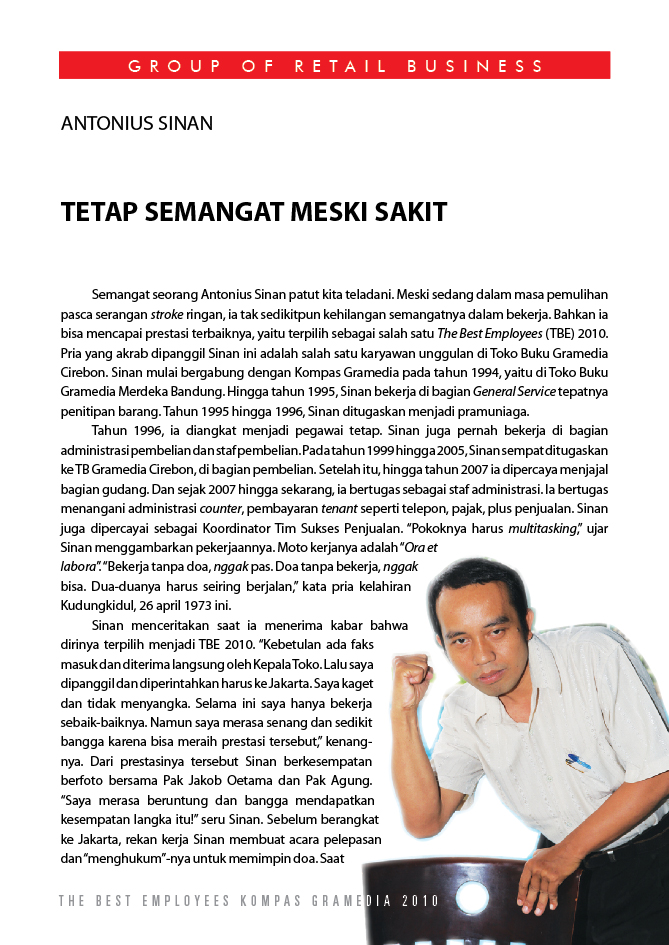 GROUP OF RETAIL BUSINESS
ANTONIUS SINAN
TETAP SEMANGAT MESKI SAKIT
Semangat seorang Antonius Sinan patut kita teladani. Meski sedang dalam masa pemulihan
pasca serangan stroke ringan, ia tak sedikitpun kehilangan semangatnya dalam bekerja. Bahkan ia
bisa mencapai prestasi terbaiknya, yaitu terpilih sebagai salah satu The Best Employees (TBE) 2010.
Pria yang akrab dipanggil Sinan ini adalah salah satu karyawan unggulan di Toko Buku Gramedia
Cirebon. Sinan mulai bergabung dengan Kompas Gramedia pada tahun 1994, yaitu di Toko Buku
Gramedia Merdeka Bandung. Hingga tahun 1995, Sinan bekerja di bagian General Service tepatnya
penitipan barang. Tahun 1995 hingga 1996, Sinan ditugaskan menjadi pramuniaga.
Tahun 1996, ia diangkat menjadi pegawai tetap. Sinan juga pernah bekerja di bagian
administrasi pembelian dan staf pembelian. Pada tahun 1999 hingga 2005, Sinan sempat ditugaskan
ke TB Gramedia Cirebon, di bagian pembelian. Setelah itu, hingga tahun 2007 ia dipercaya menjajal
bagian gudang. Dan sejak 2007 hingga sekarang, ia bertugas sebagai staf administrasi. Ia bertugas
menangani administrasi counter, pembayaran tenant seperti telepon, pajak, plus penjualan. Sinan
juga dipercayai sebagai Koordinator Tim Sukses Penjualan. “Pokoknya harus multitasking,” ujar
Sinan menggambarkan pekerjaannya. Moto kerjanya adalah “Ora et
labora”. “Bekerja tanpa doa, nggak pas. Doa tanpa bekerja, nggak
bisa. Dua-duanya harus seiring berjalan,” kata pria kelahiran
Kudungkidul, 26 april 1973 ini.
Sinan menceritakan saat ia menerima kabar bahwa
dirinya terpilih menjadi TBE 2010. “Kebetulan ada faks
masuk dan diterima langsung oleh Kepala Toko. Lalu saya
dipanggil dan diperintahkan harus ke Jakarta. Saya kaget
dan tidak menyangka. Selama ini saya hanya bekerja
sebaik-baiknya. Namun saya merasa senang dan sedikit
bangga karena bisa meraih prestasi tersebut,” kenang-
nya. Dari prestasinya tersebut Sinan berkesempatan
berfoto bersama Pak Jakob Oetama dan Pak Agung.
“Saya merasa beruntung dan bangga mendapatkan
kesempatan langka itu!” seru Sinan. Sebelum berangkat
ke Jakarta, rekan kerja Sinan membuat acara pelepasan
dan “menghukum”-nya untuk memimpin doa. Saat
THE BEST EMPLOYEES KOMPAS GRAMEDIA 2010